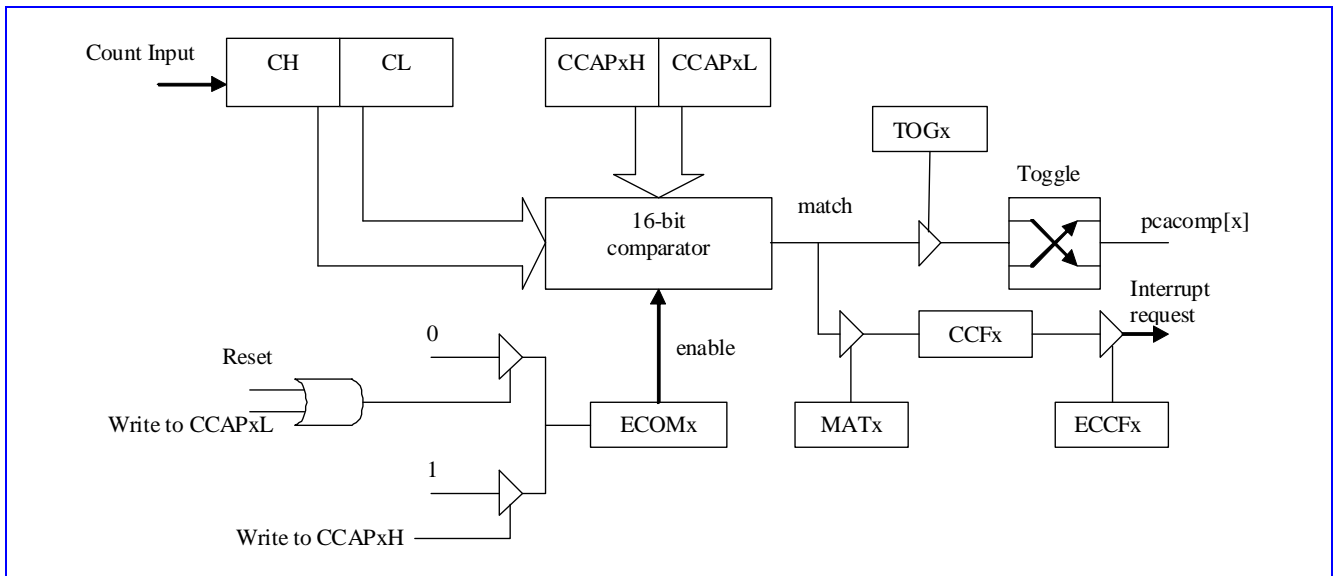 Count Input
CH
CL
CCAPxH
CCAPxL
TOGx
Toggle
16-bit
comparator
match
pcacomp[x]
Interrupt
request
0
enable
CCFx
Reset
Write to CCAPxL
ECOMx
MATx
ECCFx
1
Write to CCAPxH